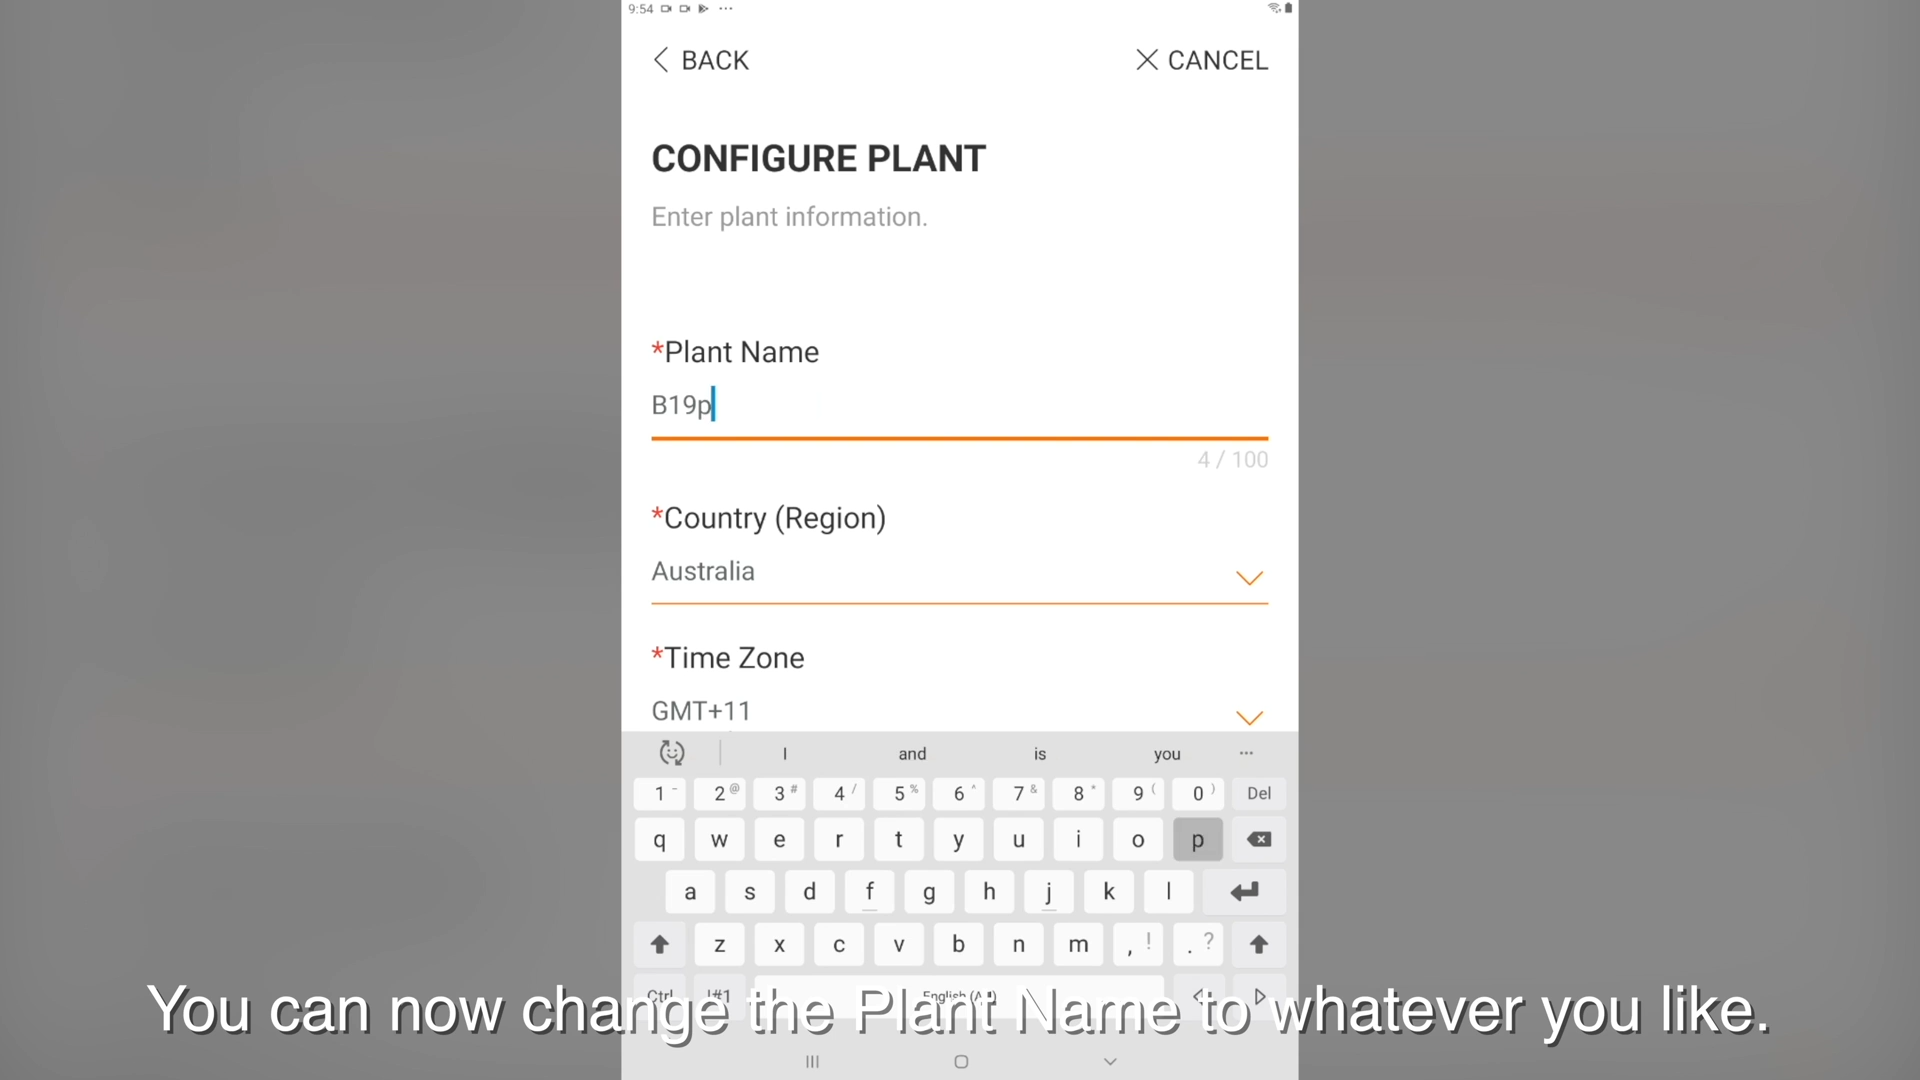 9:54
BACK
CANCEL
CONFIGURE PLANT
Enter plant information.
*Plant Name
B19p
4 / 100
*Country (Region)
Australia
*Time Zone
GMT+11
I and is you ...
1 - 2 @ 3 # 4 / 5 % 6 ^ 7 & 8 * 9 ( 0 ) Del
q w e r t y u i o p
a s d f g h j k l
z x c v b n m , ! . ?
Ctrl !#1 English
You can now change the Plant Name to whatever you like.